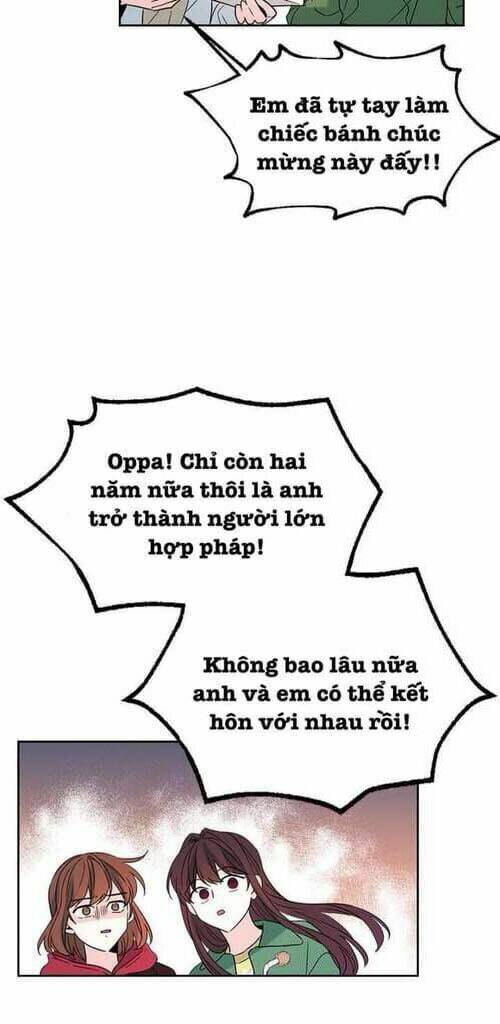 Em đã tự tay làm
chiếc bánh chúc
mừng này đấy!!
Oppa! Chỉ còn hai
năm nữa thôi là anh
trở thành người lớn
hợp pháp!
Không bao lâu nữa
anh và em có thể kết
hôn với nhau rồi!